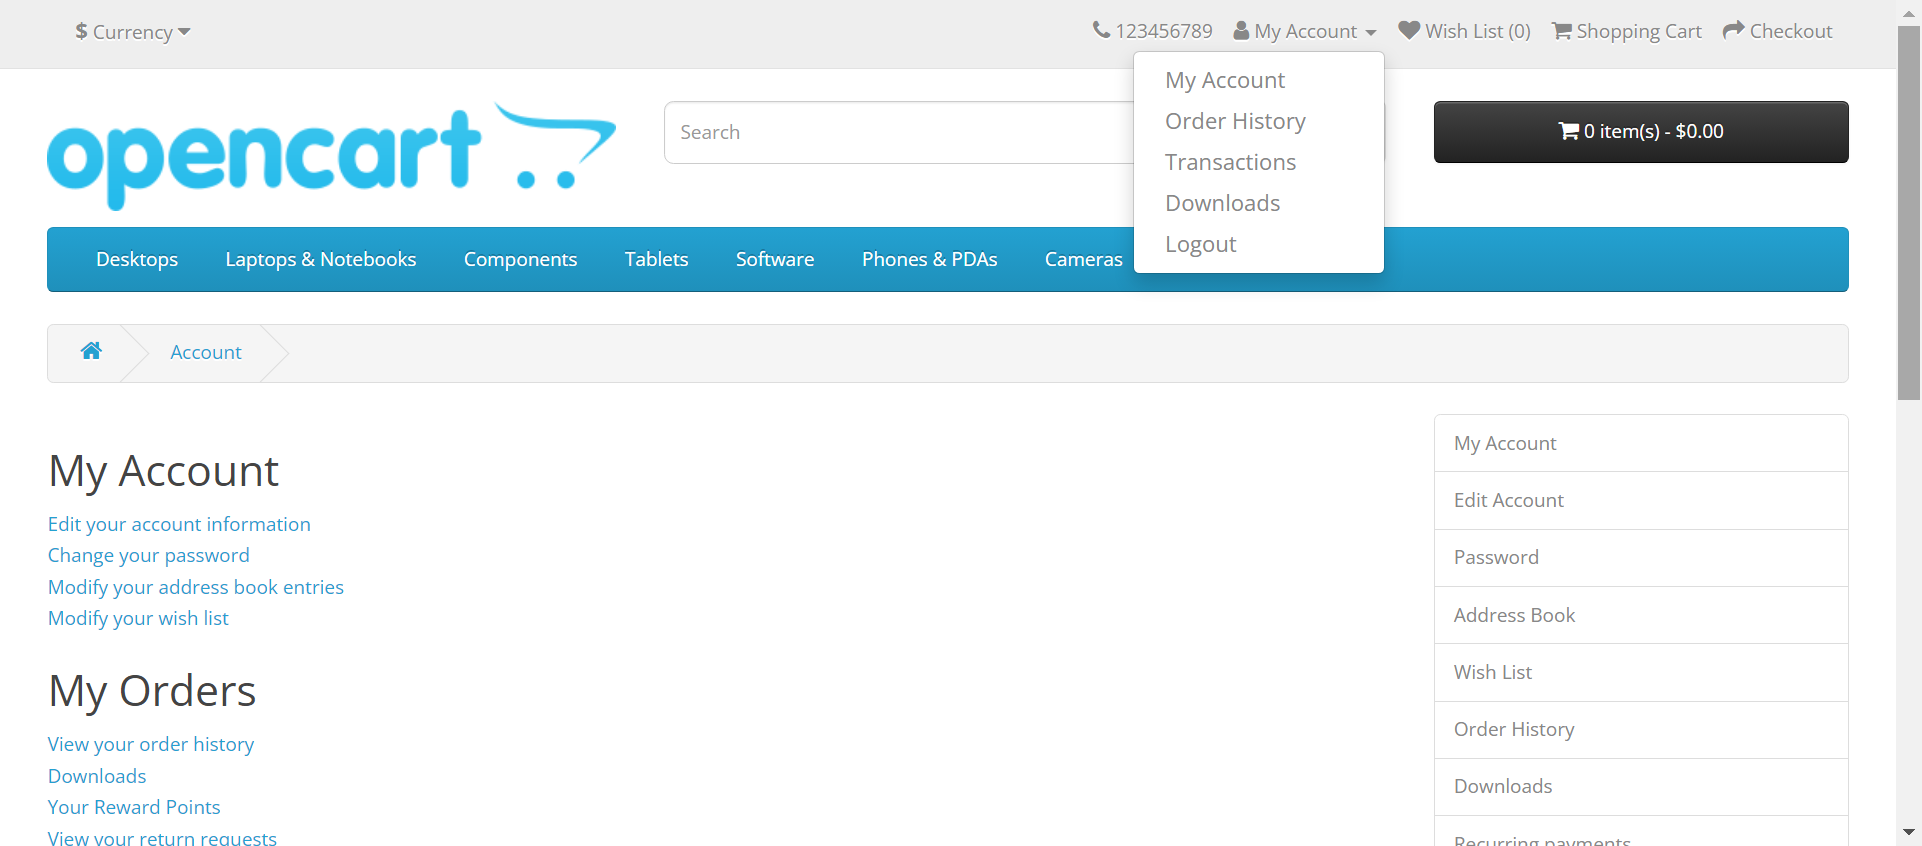 $ Currency
123456789 My Account Wish List (0) Shopping Cart Checkout
My Account
Order History
Transactions
Downloads
Logout
opencart
Search
0 item(s) - $0.00
Desktops Laptops & Notebooks Components Tablets Software Phones & PDAs Cameras
Account
My Account
Edit your account information
Change your password
Modify your address book entries
Modify your wish list
My Orders
View your order history
Downloads
Your Reward Points
View your return requests
My Account
Edit Account
Password
Address Book
Wish List
Order History
Downloads
Recurring payments